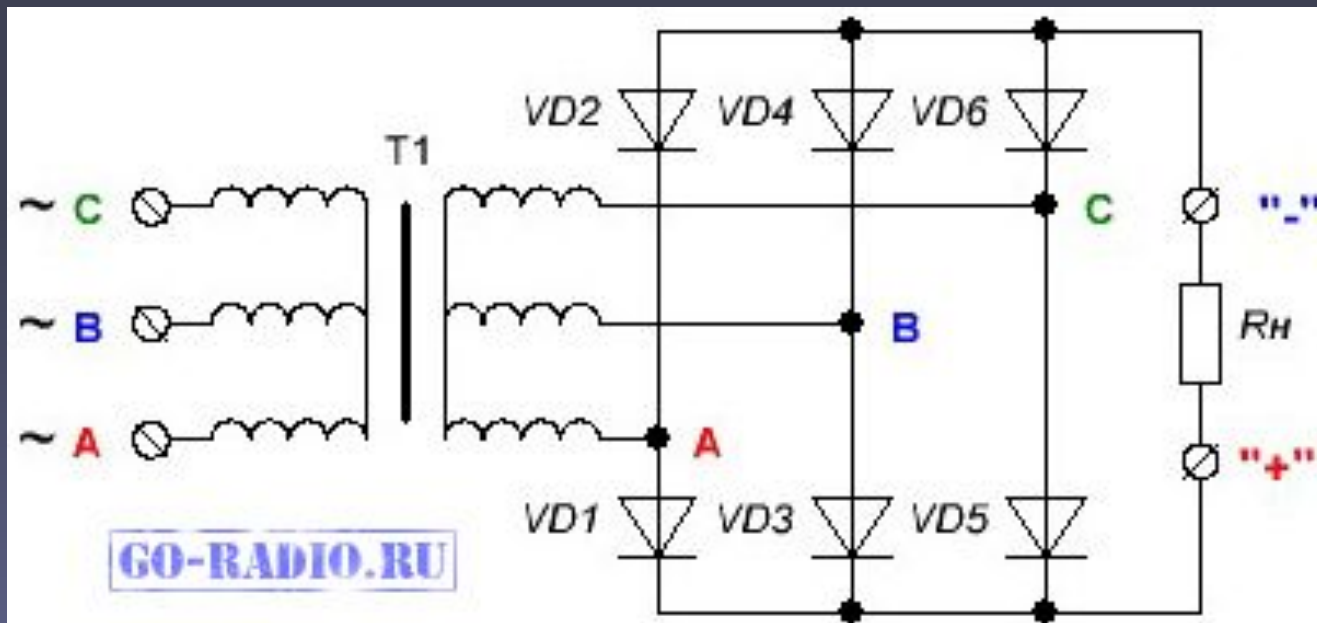 VD2 VD4 VD6
T1
~ C C "-"
~ B B Rн
~ A A "+"
VD1 VD3 VD5
GO-RADIO.RU